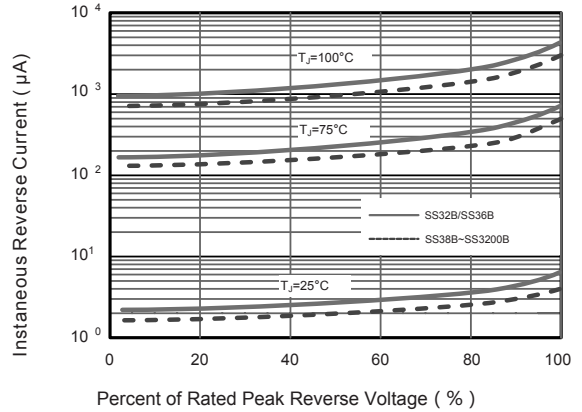 Instaneous Reverse Current ( μA)
10 4
10 3
10 2
10 1
10 0
TJ=100°C
TJ=75°C
SS32B/SS36B
SS38B~SS3200B
TJ=25°C
0 20 40 60 80 100
Percent of Rated Peak Reverse Voltage ( % )